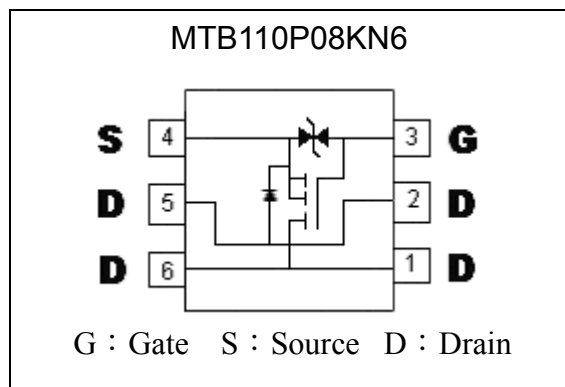 MTB110P08KN6
S 4 3 G
D 5 2 D
D 6 1 D
G：Gate S：Source D：Drain